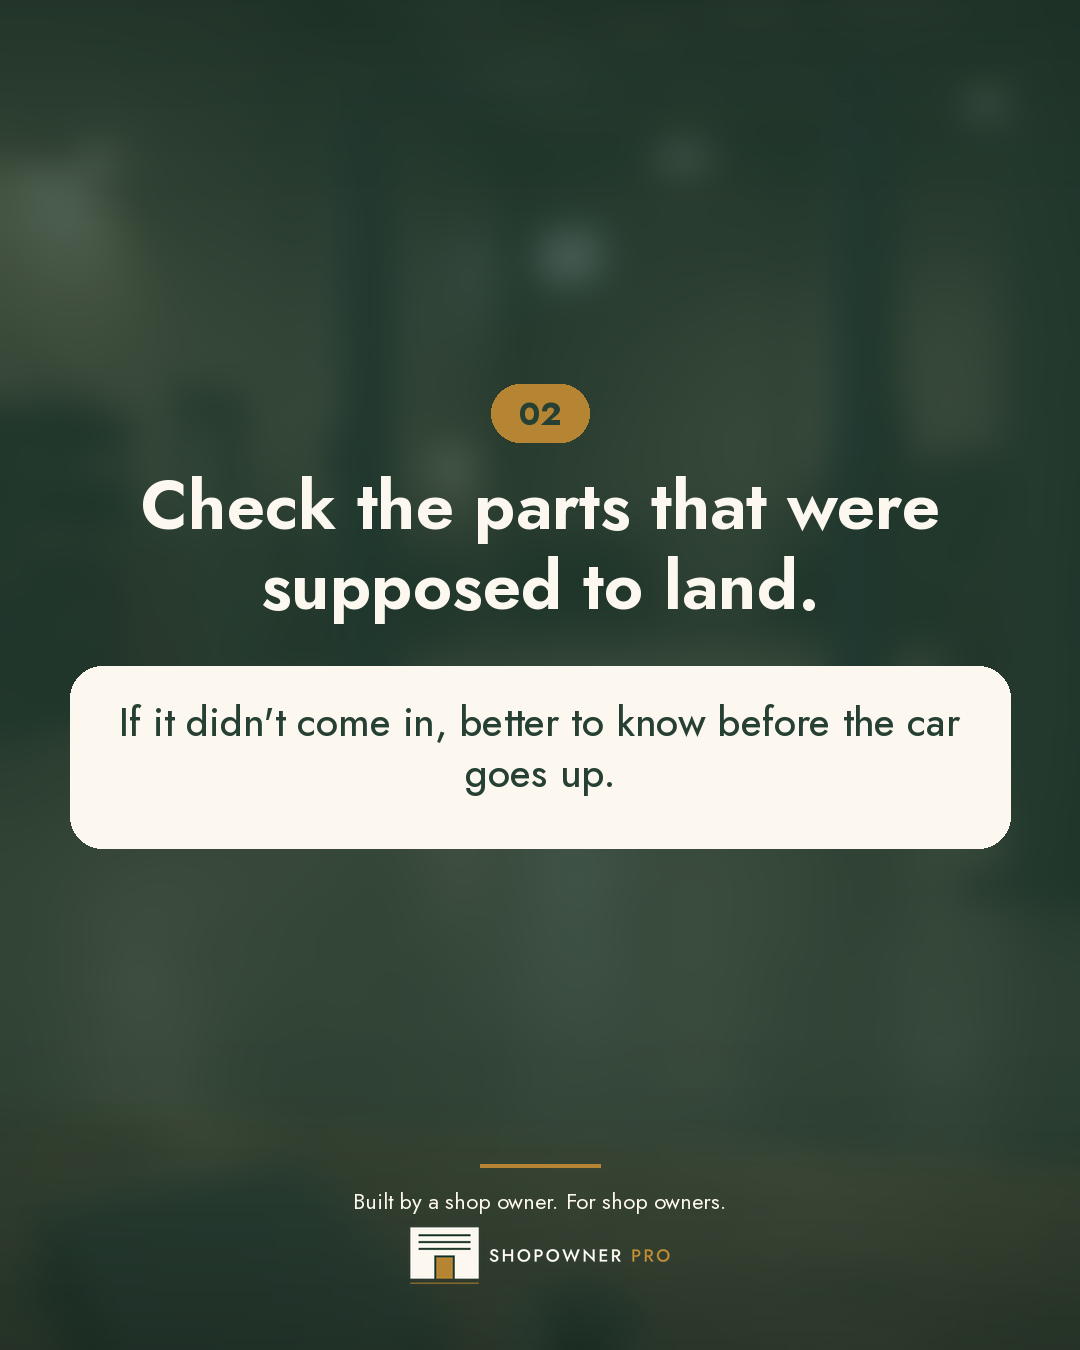 02
Check the parts that were
supposed to land.
If it didn't come in, better to know before the car
goes up.
Built by a shop owner. For shop owners.
SHOPOWNER PRO